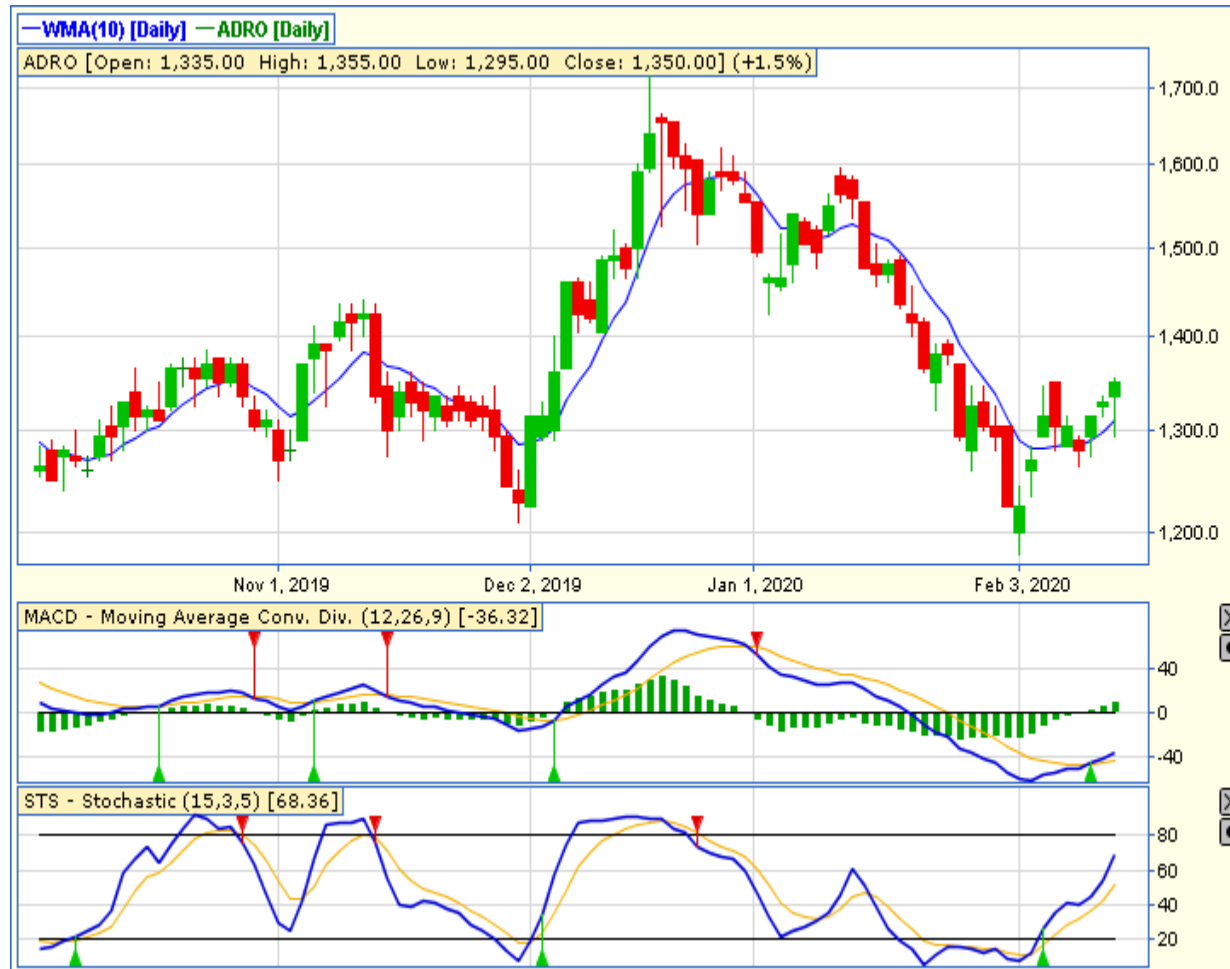 WMA(10) [Daily] ADRO [Daily]
ADRO [Open: 1,335.00 High: 1,355.00 Low: 1,295.00 Close: 1,350.00] (+1.5%)
1,700.0
1,600.0
1,500.0
1,400.0
1,300.0
1,200.0
Nov 1, 2019 Dec 2, 2019 Jan 1, 2020 Feb 3, 2020
MACD - Moving Average Conv. Div. (12,26,9) [-36.32]
40
0
-40
STS - Stochastic (15,3,5) [68.36]
80
60
40
20